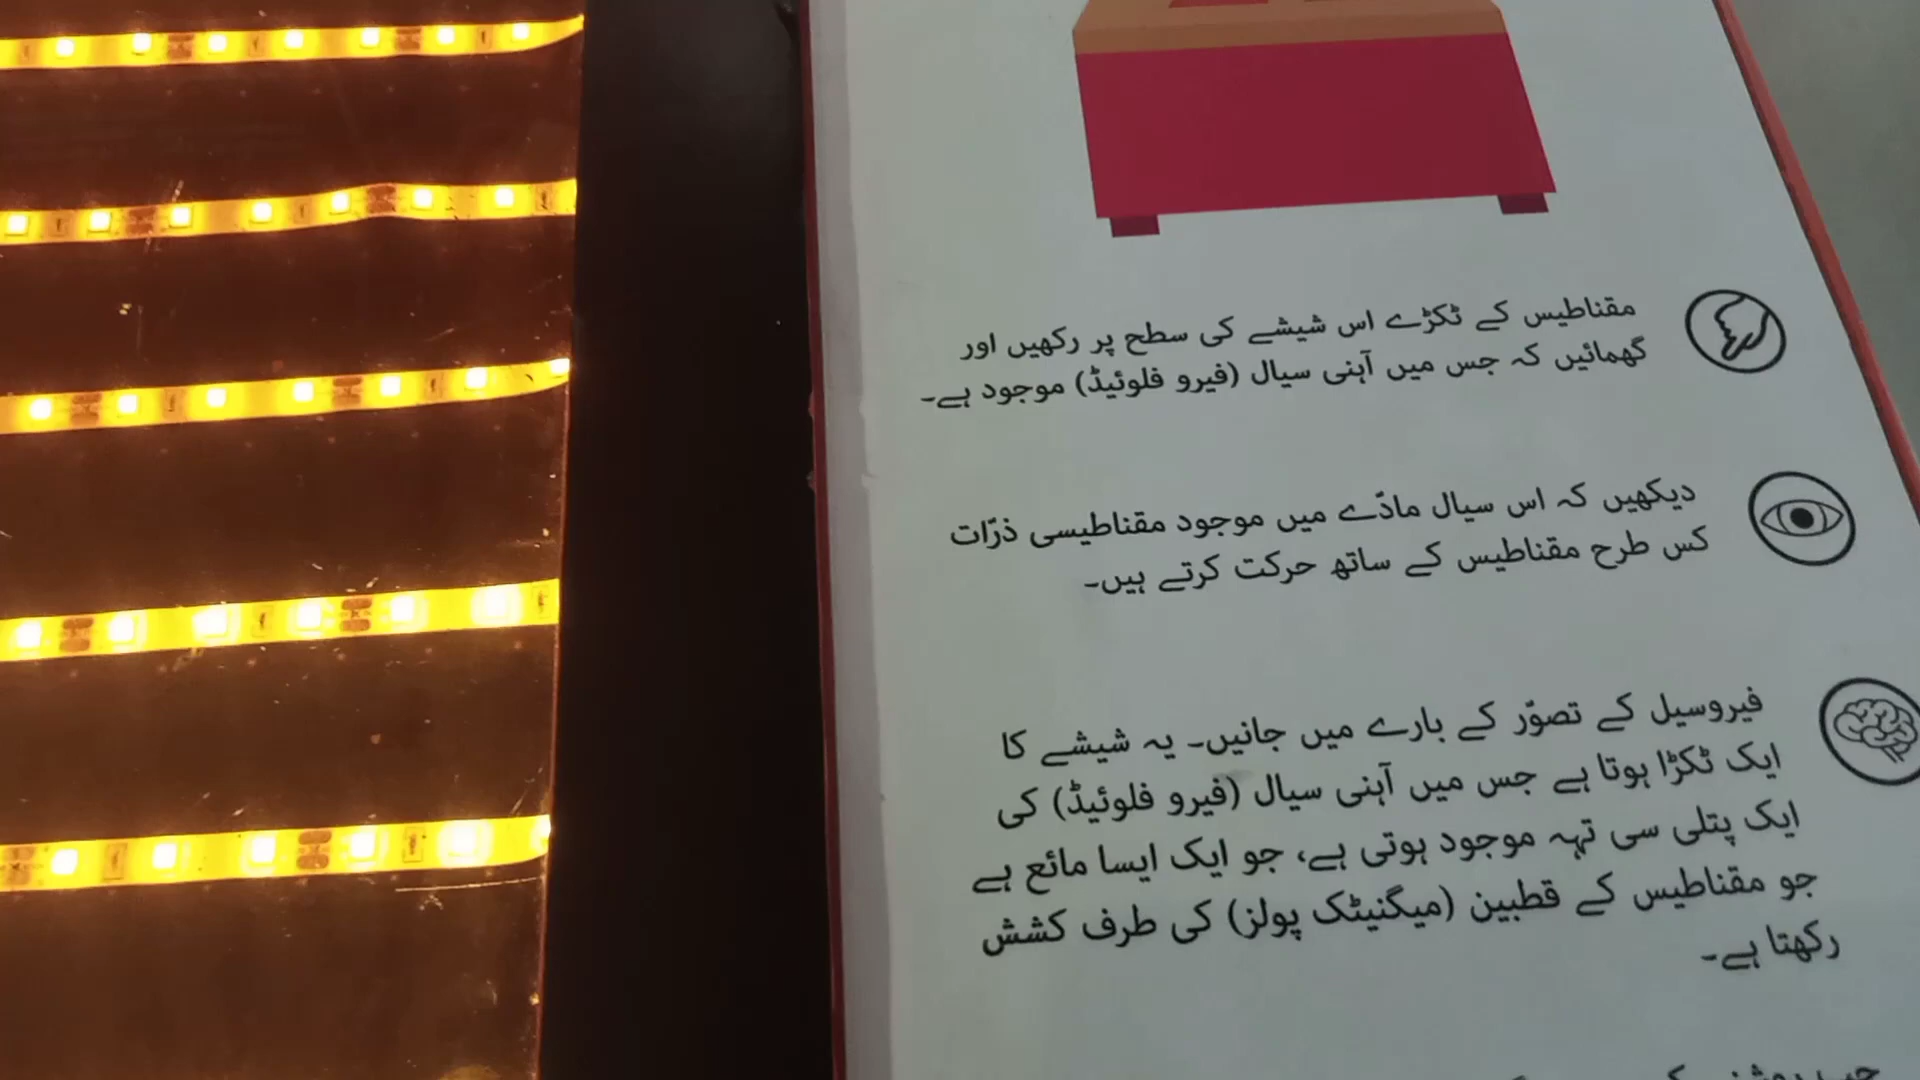 مقناطیس کے ٹکڑے اس شیشے کی سطح پر رکھیں اور
گھمائیں کہ جس میں آہنی سیال (فیرو فلوئیڈ) موجود ہے۔
دیکھیں کہ اس سیال مادّے میں موجود مقناطیسی ذرّات
کس طرح مقناطیس کے ساتھ حرکت کرتے ہیں۔
فیروسیل کے تصوّر کے بارے میں جانیں۔ یہ شیشے کا
ایک ٹکڑا ہوتا ہے جس میں آہنی سیال (فیرو فلوئیڈ) کی
ایک پتلی سی تہہ موجود ہوتی ہے، جو ایک ایسا مائع ہے
جو مقناطیس کے قطبین (میگنیٹک پولز) کی طرف کشش
رکھتا ہے۔